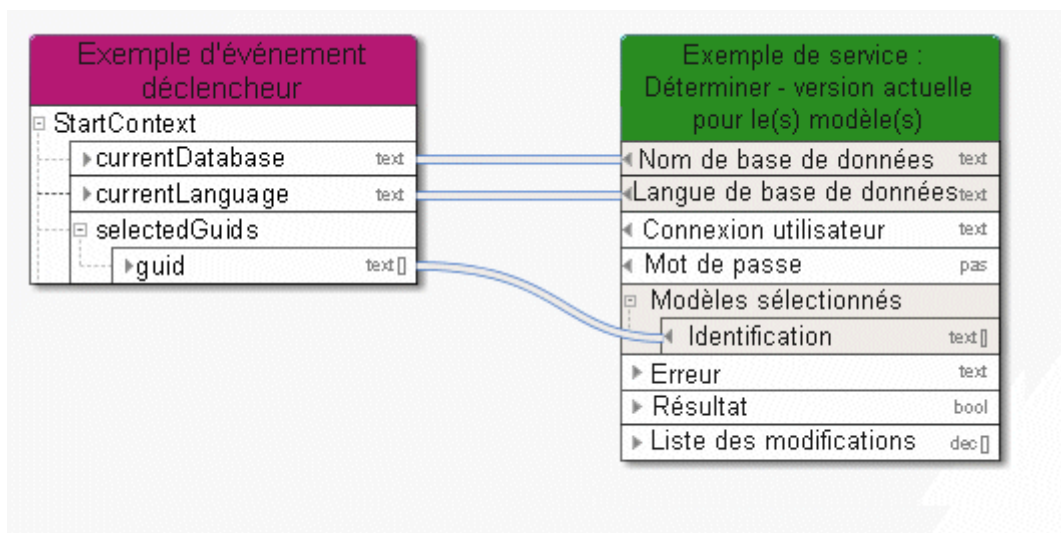 Exemple d'événement
déclencheur
StartContext
currentDatabase text
currentLanguage text
selectedGuids
guid text[]
Exemple de service :
Déterminer - version actuelle
pour le(s) modèle(s)
Nom de base de données text
Langue de base de données text
Connexion utilisateur text
Mot de passe pas
Modèles sélectionnés
Identification text[]
Erreur text
Résultat bool
Liste des modifications dec[]